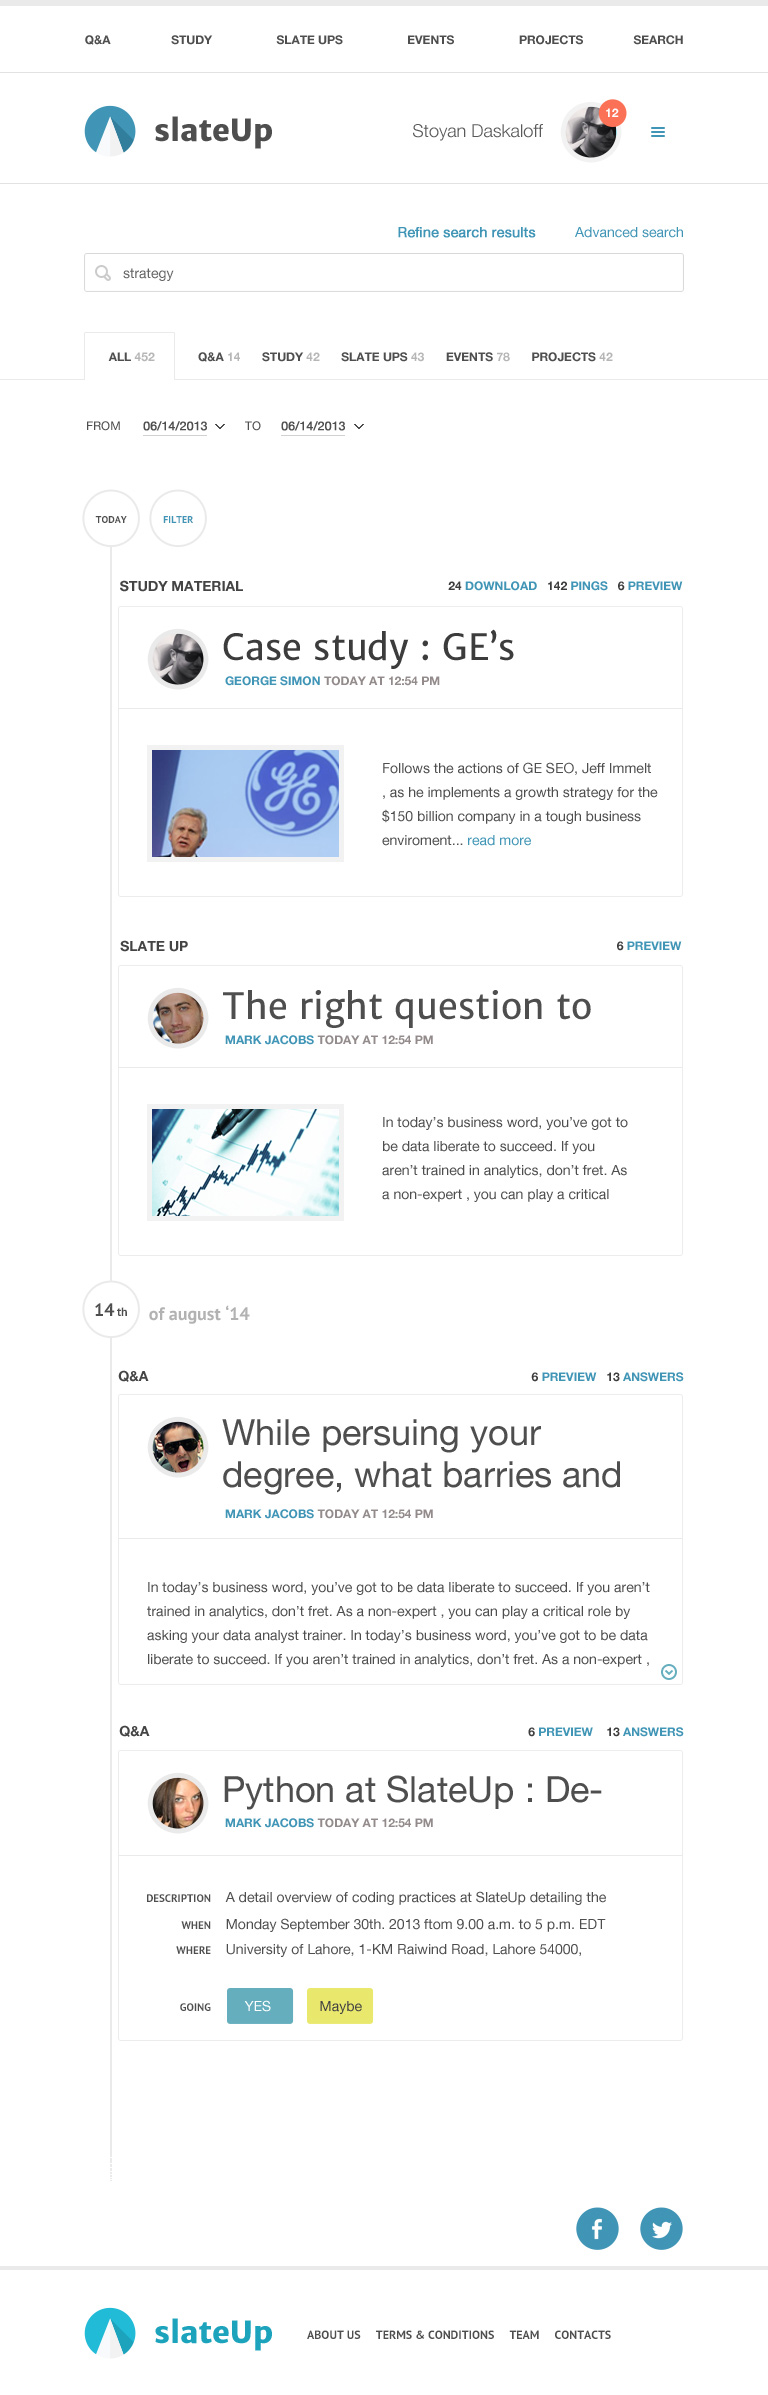 Q&A STUDY SLATE UPS EVENTS PROJECTS SEARCH
slateUp Stoyan Daskaloff 12
Refine search results Advanced search
strategy
ALL 452 Q&A 14 STUDY 42 SLATE UPS 43 EVENTS 78 PROJECTS 42
FROM 06/14/2013 TO 06/14/2013
TODAY FILTER
STUDY MATERIAL 24 DOWNLOAD 142 PINGS 6 PREVIEW
Case study : GE’s
GEORGE SIMON TODAY AT 12:54 PM
GE
Follows the actions of GE SEO, Jeff Immelt
, as he implements a growth strategy for the
$150 billion company in a tough business
enviroment... read more
SLATE UP 6 PREVIEW
The right question to
MARK JACOBS TODAY AT 12:54 PM
In today’s business word, you’ve got to
be data liberate to succeed. If you
aren’t trained in analytics, don’t fret. As
a non-expert , you can play a critical
14th of august ‘14
Q&A 6 PREVIEW 13 ANSWERS
While persuing your
degree, what barries and
MARK JACOBS TODAY AT 12:54 PM
In today’s business word, you’ve got to be data liberate to succeed. If you aren’t
trained in analytics, don’t fret. As a non-expert , you can play a critical role by
asking your data analyst trainer. In today’s business word, you’ve got to be data
liberate to succeed. If you aren’t trained in analytics, don’t fret. As a non-expert ,
Q&A 6 PREVIEW 13 ANSWERS
Python at SlateUp : De-
MARK JACOBS TODAY AT 12:54 PM
DESCRIPTION A detail overview of coding practices at SlateUp detailing the
WHEN Monday September 30th. 2013 ftom 9.00 a.m. to 5 p.m. EDT
WHERE University of Lahore, 1-KM Raiwind Road, Lahore 54000,
GOING YES Maybe
slateUp ABOUT US TERMS & CONDITIONS TEAM CONTACTS